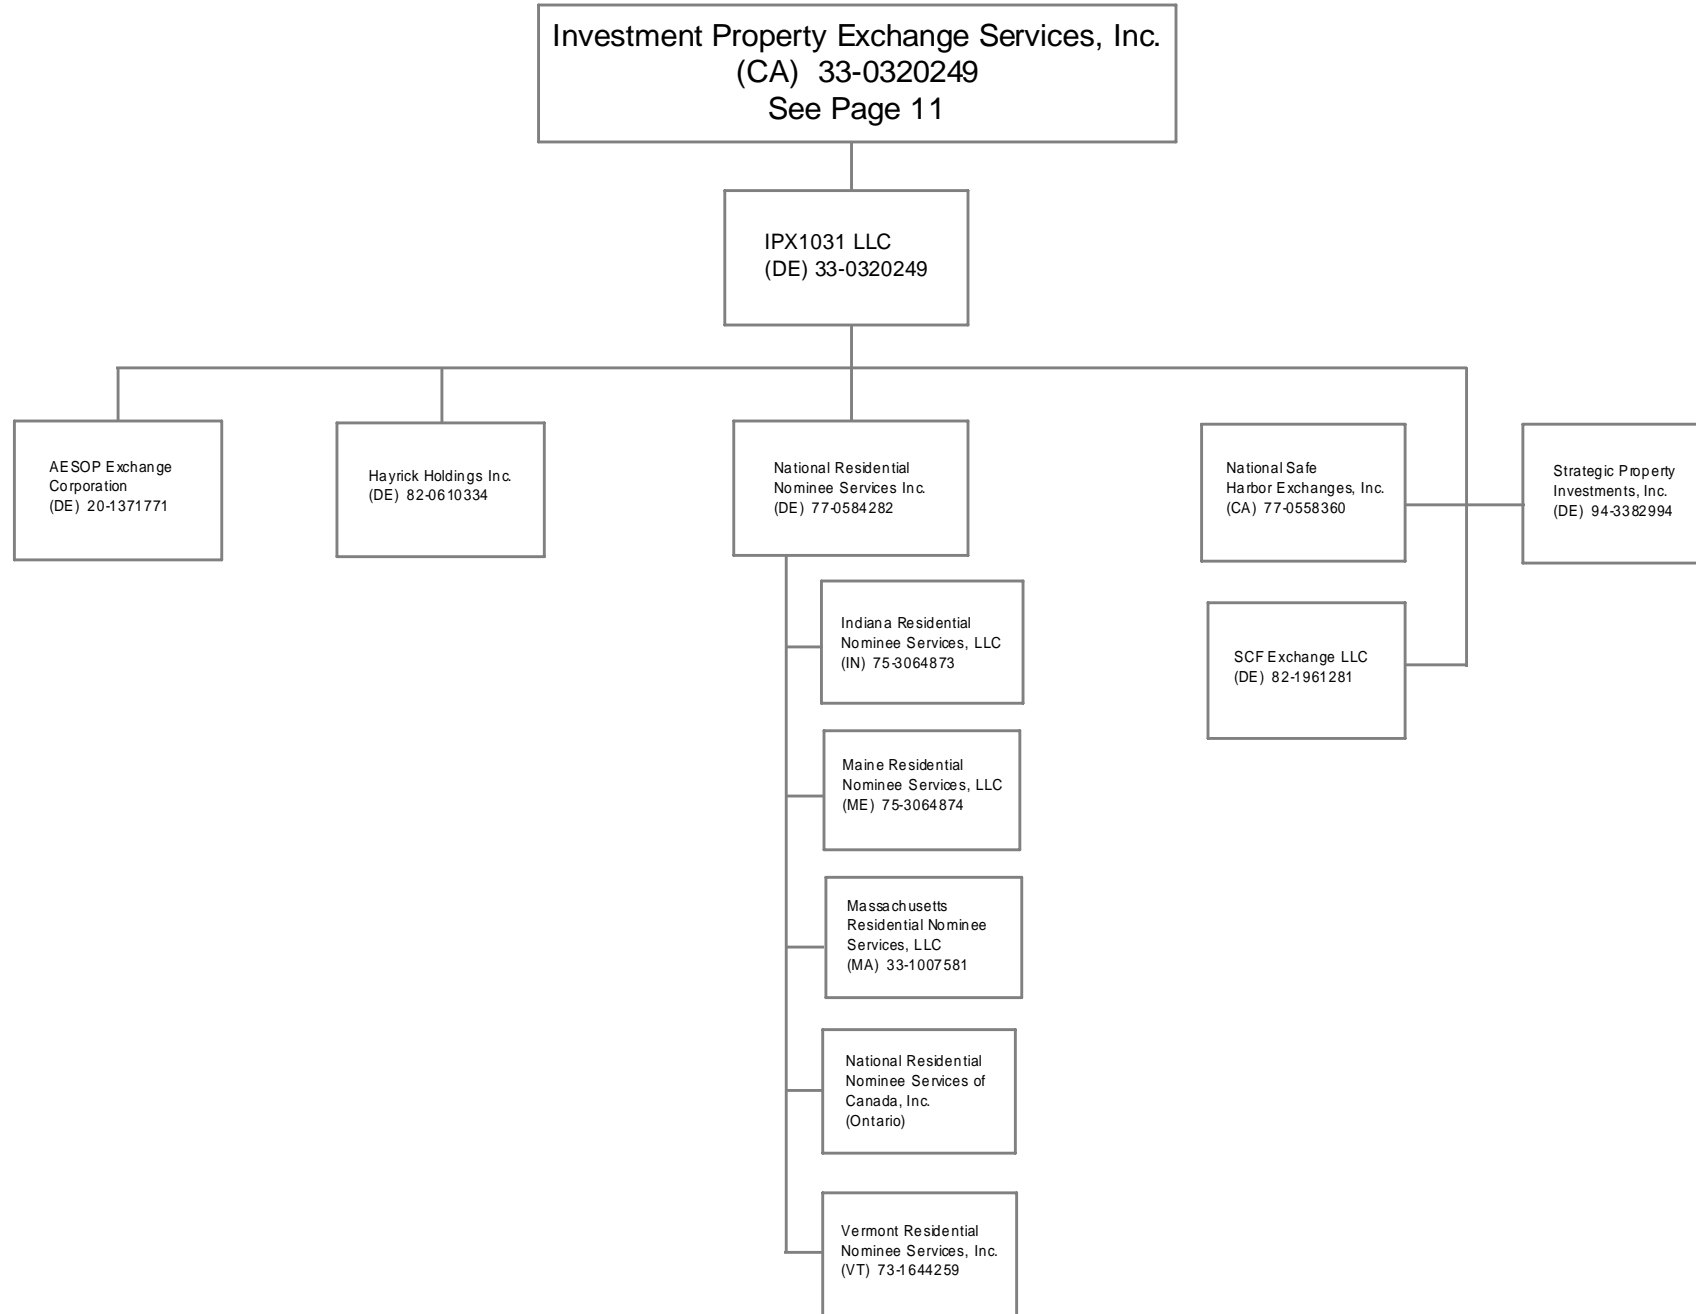 Investment Property Exchange Services, Inc.
(CA) 33-0320249
See Page 11
IPX1031 LLC
(DE) 33-0320249
AESOP Exchange
Corporation
(DE) 20-1371771
Hayrick Holdings Inc.
(DE) 82-0610334
National Residential
Nominee Services Inc.
(DE) 77-0584282
National Safe
Harbor Exchanges, Inc.
(CA) 77-0558360
Strategic Property
Investments, Inc.
(DE) 94-3382994
Indiana Residential
Nominee Services, LLC
(IN) 75-3064873
SCF Exchange LLC
(DE) 82-1961281
Maine Residential
Nominee Services, LLC
(ME) 75-3064874
Massachusetts
Residential Nominee
Services, LLC
(MA) 33-1007581
National Residential
Nominee Services of
Canada, Inc.
(Ontario)
Vermont Residential
Nominee Services, Inc.
(VT) 73-1644259